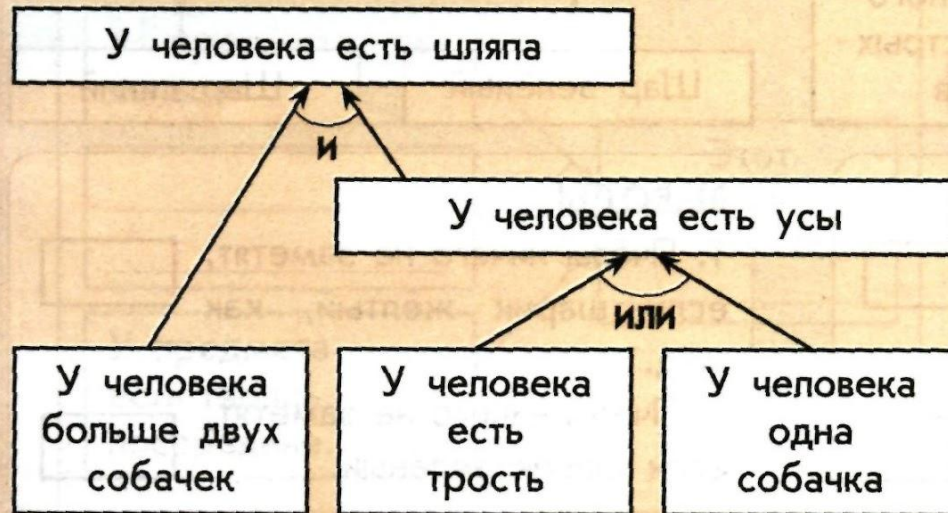 У человека есть шляпа
и
У человека есть усы
или
У человека
больше двух
собачек
У человека
есть
трость
У человека
одна
собачка